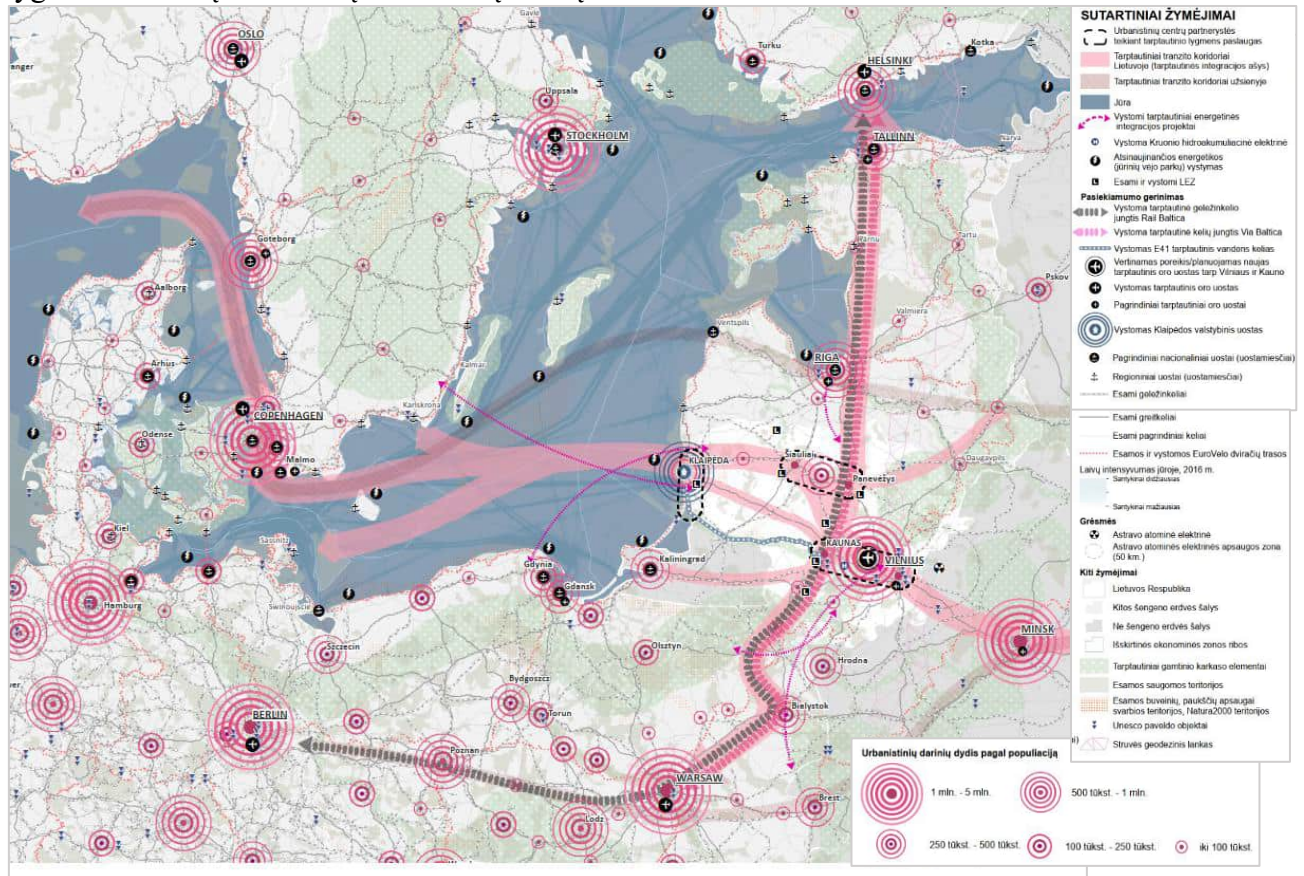 OSLO
Gavle
Turku
Kotka
HELSINKI
Uppsala
STOCKHOLM
TALLINN
Narva
Tartu
Parnu
Goteborg
Pskov
Aalborg
Valmiera
Ventspils
Arhus
RIGA
Kalmar
Karlskrona
COPENHAGEN
Odense
Malmo
KLAIPĖDA
Šiauliai
Daugavpils
Panevėžys
Kiel
Sassnitz
KAUNAS
VILNIUS
Kaliningrad
Gdynia
Gdansk
Hamburg
Swinoujscie
MINSK
Szczecin
Olsztyn
Hrodna
Bydgoszcz
Torun
Bialystok
BERLIN
Poznan
WARSAW
Brest
Lodz
SUTARTINIAI ŽYMĖJIMAI
Urbanistinių centrų partnerystės
teikiant tarptautinio lygmens paslaugas
Tarptautiniai tranzito koridoriai
Lietuvoje (tarptautinės integracijos ašys)
Tarptautiniai tranzito koridoriai užsienyje
Jūra
Vystomi tarptautiniai energetinės
integracijos projektai
Vystoma Kruonio hidroakumuliacinė elektrinė
Atsinaujinančios energetikos
(jūrinių vėjo parkų) vystymas
Esami ir vystomi LEZ
Pasiekiamumo gerinimas
Vystoma tarptautinė geležinkelio
jungtis Rail Baltica
Vystoma tarptautinė kelių jungtis Via Baltica
Vystomas E41 tarptautinis vandens kelias
Vertinamas poreikis/planuojamas naujas
tarptautinis oro uostas tarp Vilniaus ir Kauno
Vystomas tarptautinis oro uostas
Pagrindiniai tarptautiniai oro uostai
Vystomas Klaipėdos valstybinis uostas
Pagrindiniai nacionaliniai uostai (uostamiesčiai)
Regioniniai uostai (uostamiesčiai)
Esami geležinkeliai
Esami greitkeliai
Esami pagrindiniai keliai
Esamos ir vystomos EuroVelo dviračių trasos
Laivų intensyvumas jūroje, 2016 m.
Santykinai didžiausias
Santykinai mažiausias
Grėsmės
Astravo atominė elektrinė
Astravo atominės elektrinės apsaugos zona
(50 km.)
Kiti žymėjimai
Lietuvos Respublika
Kitos šengeno erdvės šalys
Ne šengeno erdvės šalys
Išskirtinės ekonominės zonos ribos
Tarptautiniai gamtinio karkaso elementai
Esamos saugomos teritorijos
Esamos buveinių, paukščių apsaugai
svarbios teritorijos, Natura2000 teritorijos
Unesco paveldo objektai
Struvės geodezinis lankas
Urbanistinių darinių dydis pagal populiaciją
1 mln. - 5 mln.
500 tūkst. - 1 mln.
250 tūkst. - 500 tūkst.
100 tūkst. - 250 tūkst.
iki 100 tūkst.